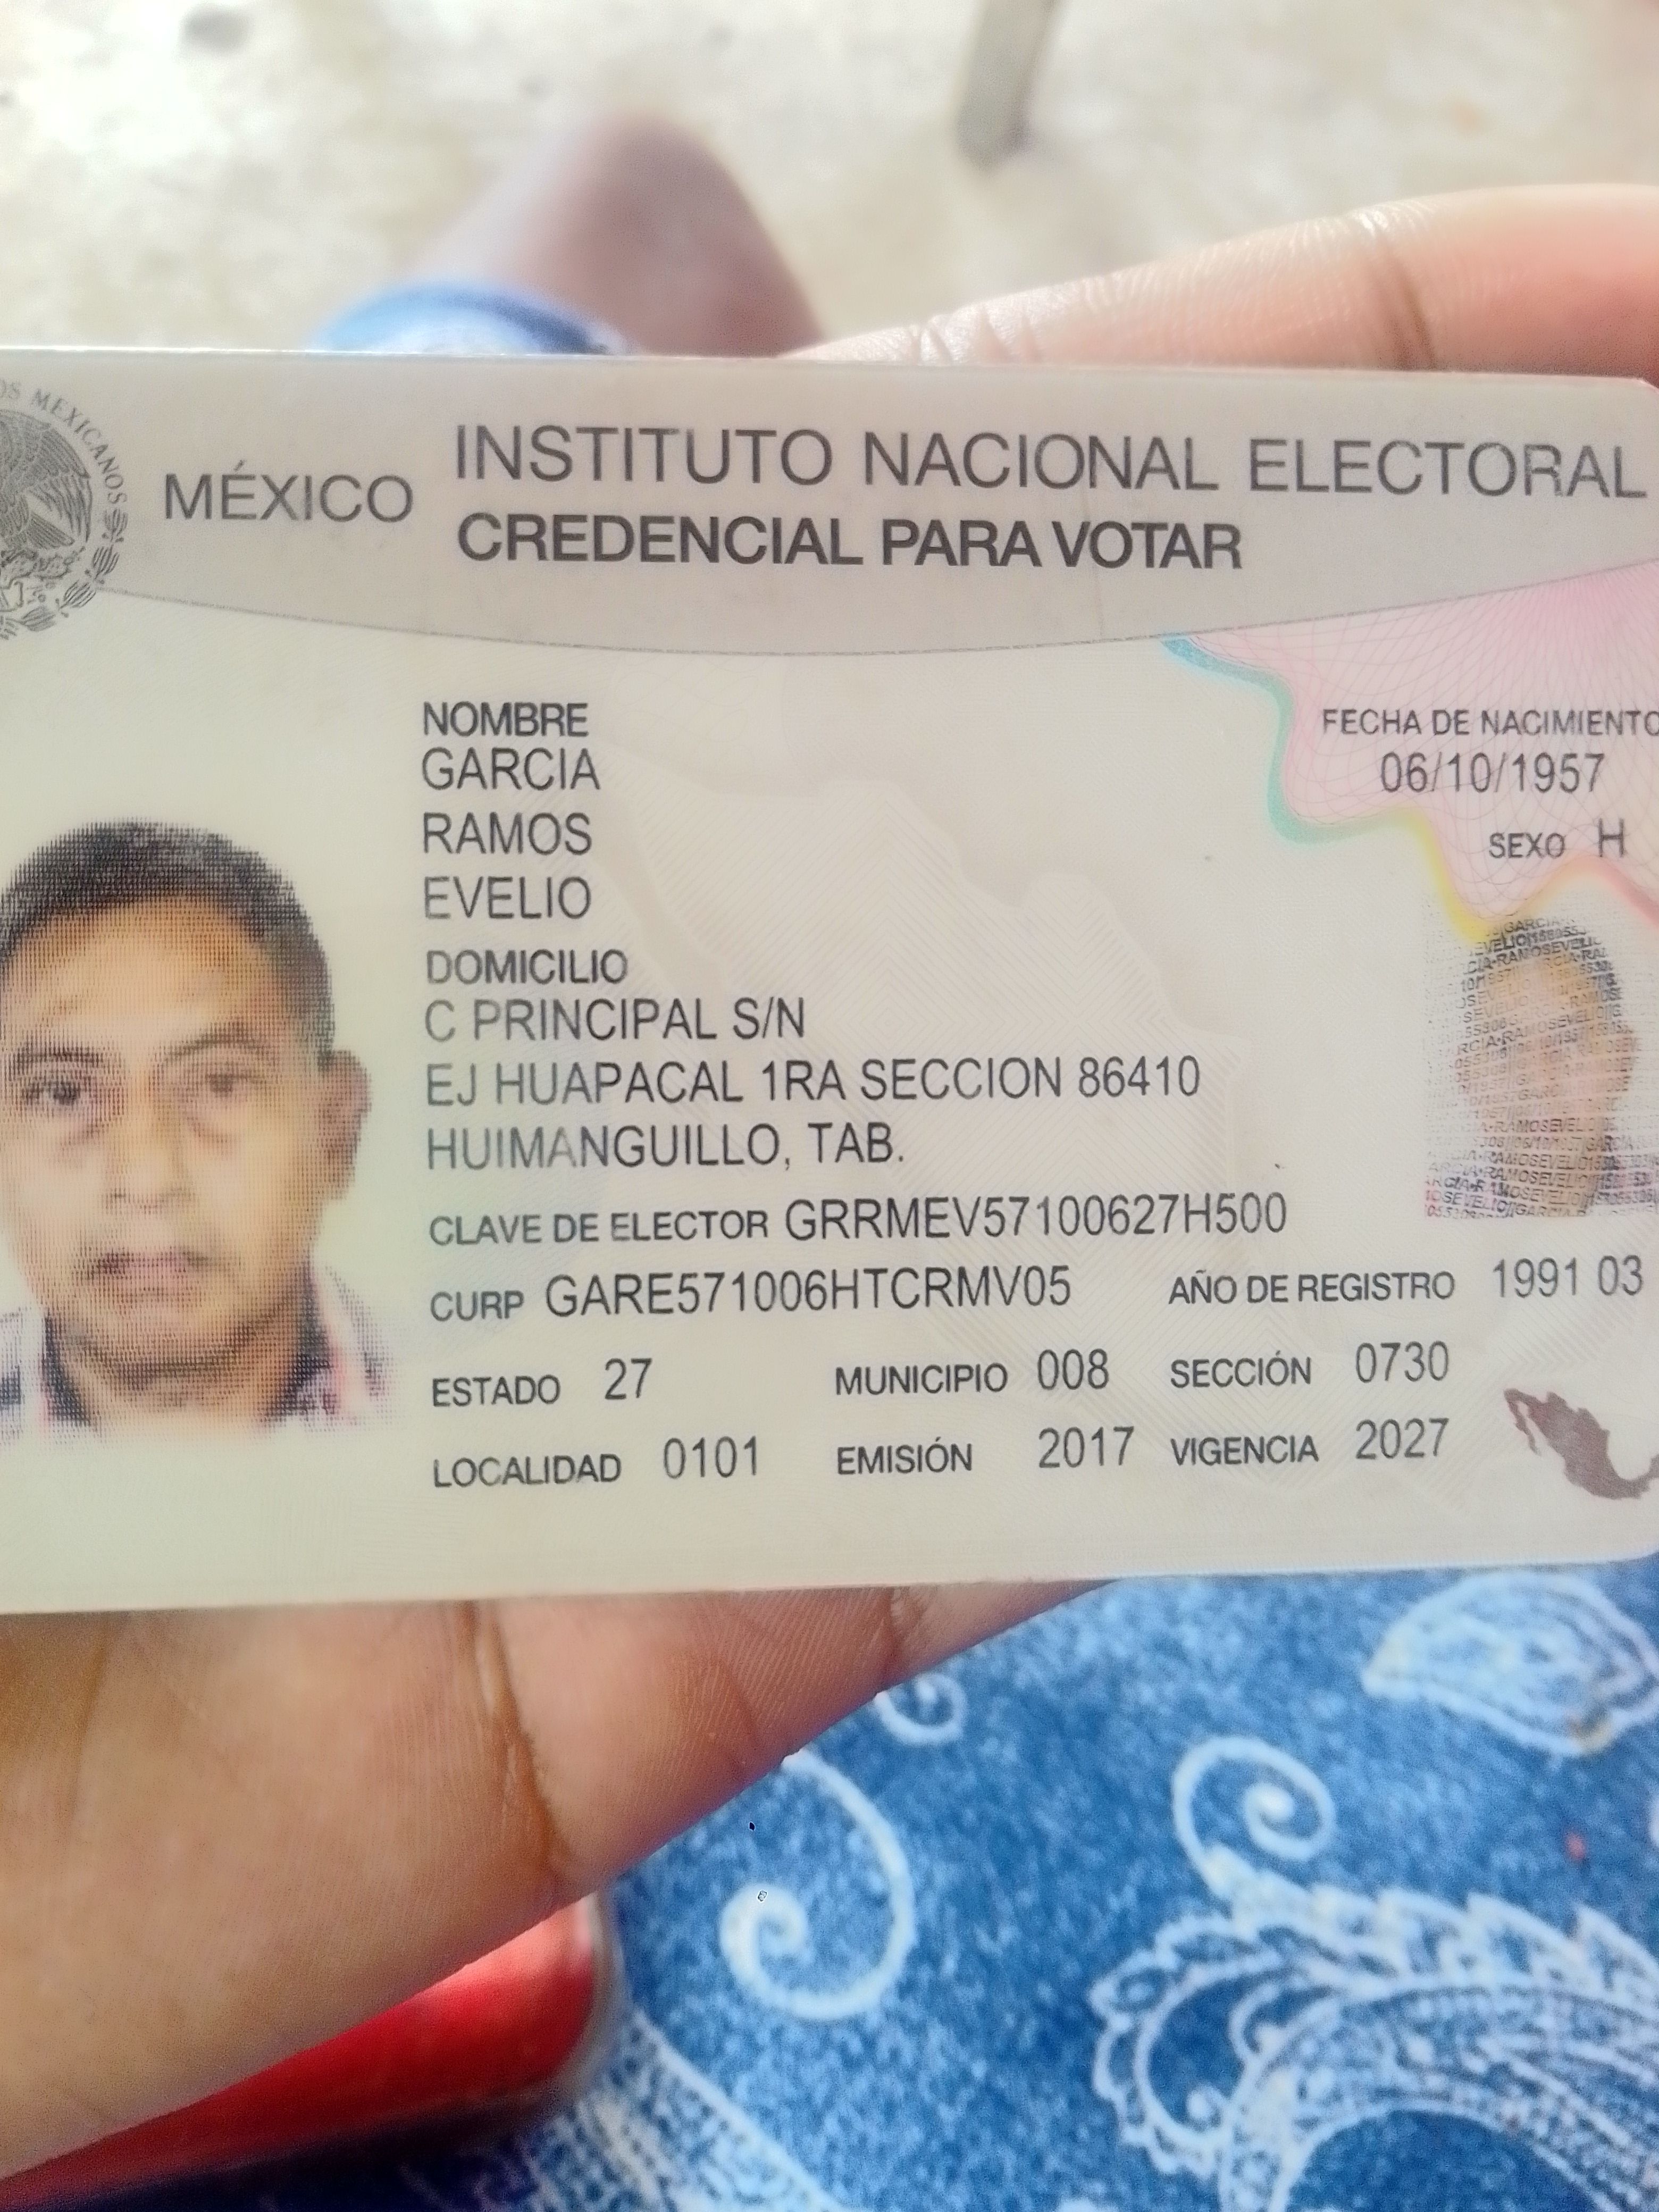 OS MEXICANOS
MÉXICO
INSTITUTO NACIONAL ELECTORAL
CREDENCIAL PARA VOTAR
NOMBRE
GARCIA
RAMOS
EVELIO
FECHA DE NACIMIENTO
06/10/1957
SEXO H
DOMICILIO
C PRINCIPAL S/N
EJ HUAPACAL 1RA SECCION 86410
HUIMANGUILLO, TAB.
CLAVE DE ELECTOR GRRMEV57100627H500
CURP GARE571006HTCRMV05 AÑO DE REGISTRO 1991 03
ESTADO 27 MUNICIPIO 008 SECCIÓN 0730
LOCALIDAD 0101 EMISIÓN 2017 VIGENCIA 2027